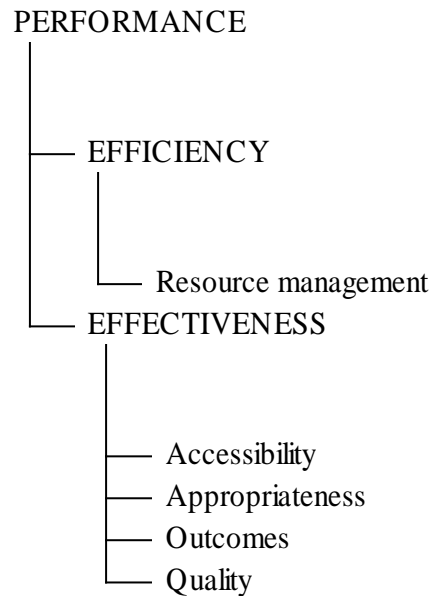 PERFORMANCE
EFFICIENCY
Resource management
EFFECTIVENESS
Accessibility
Appropriateness
Outcomes
Quality